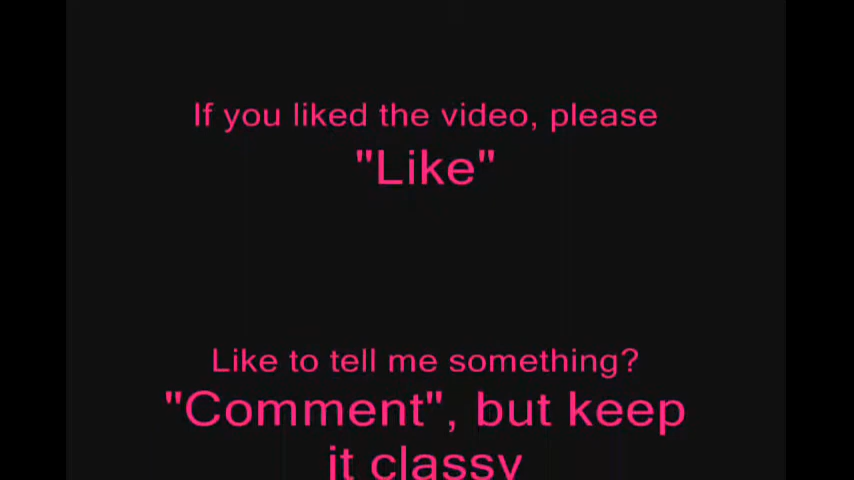 If you liked the video, please
"Like"
Like to tell me something?
"Comment", but keep
it classy